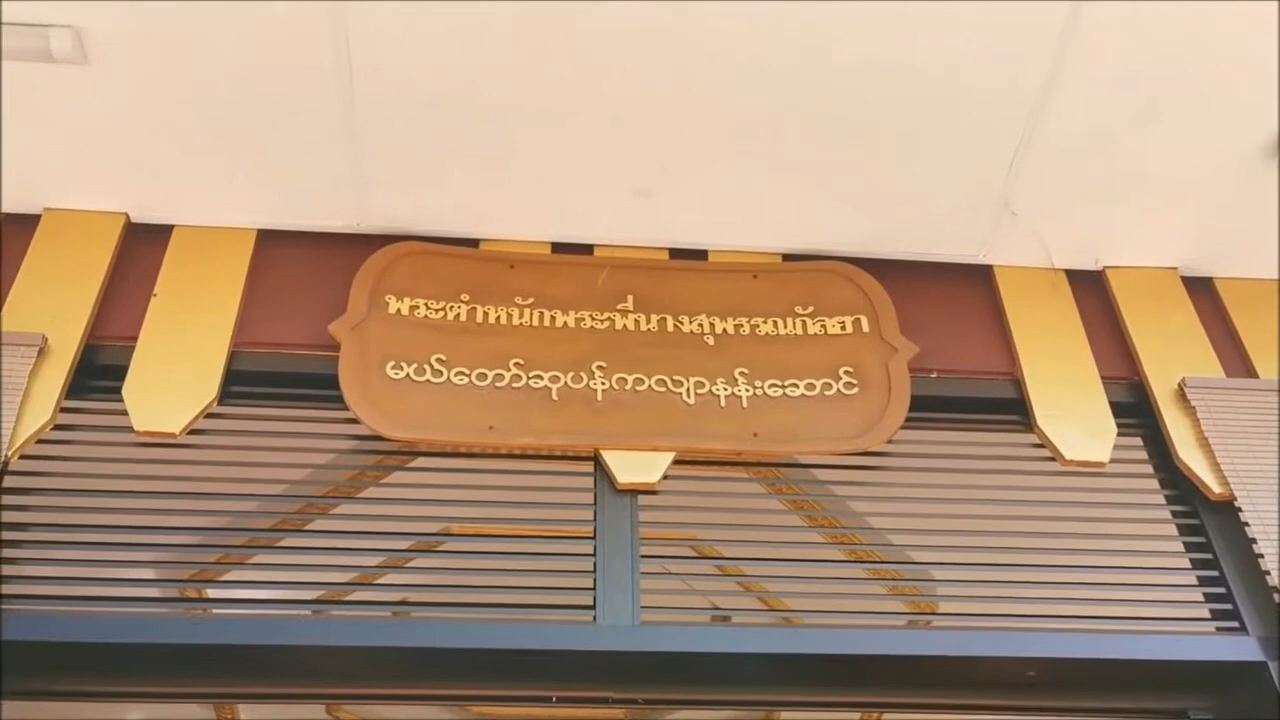 พระตำหนักพระพี่นางสุพรรณกัลยา
မယ်တော်ဆုပန်ကလျာနန်းဆောင်